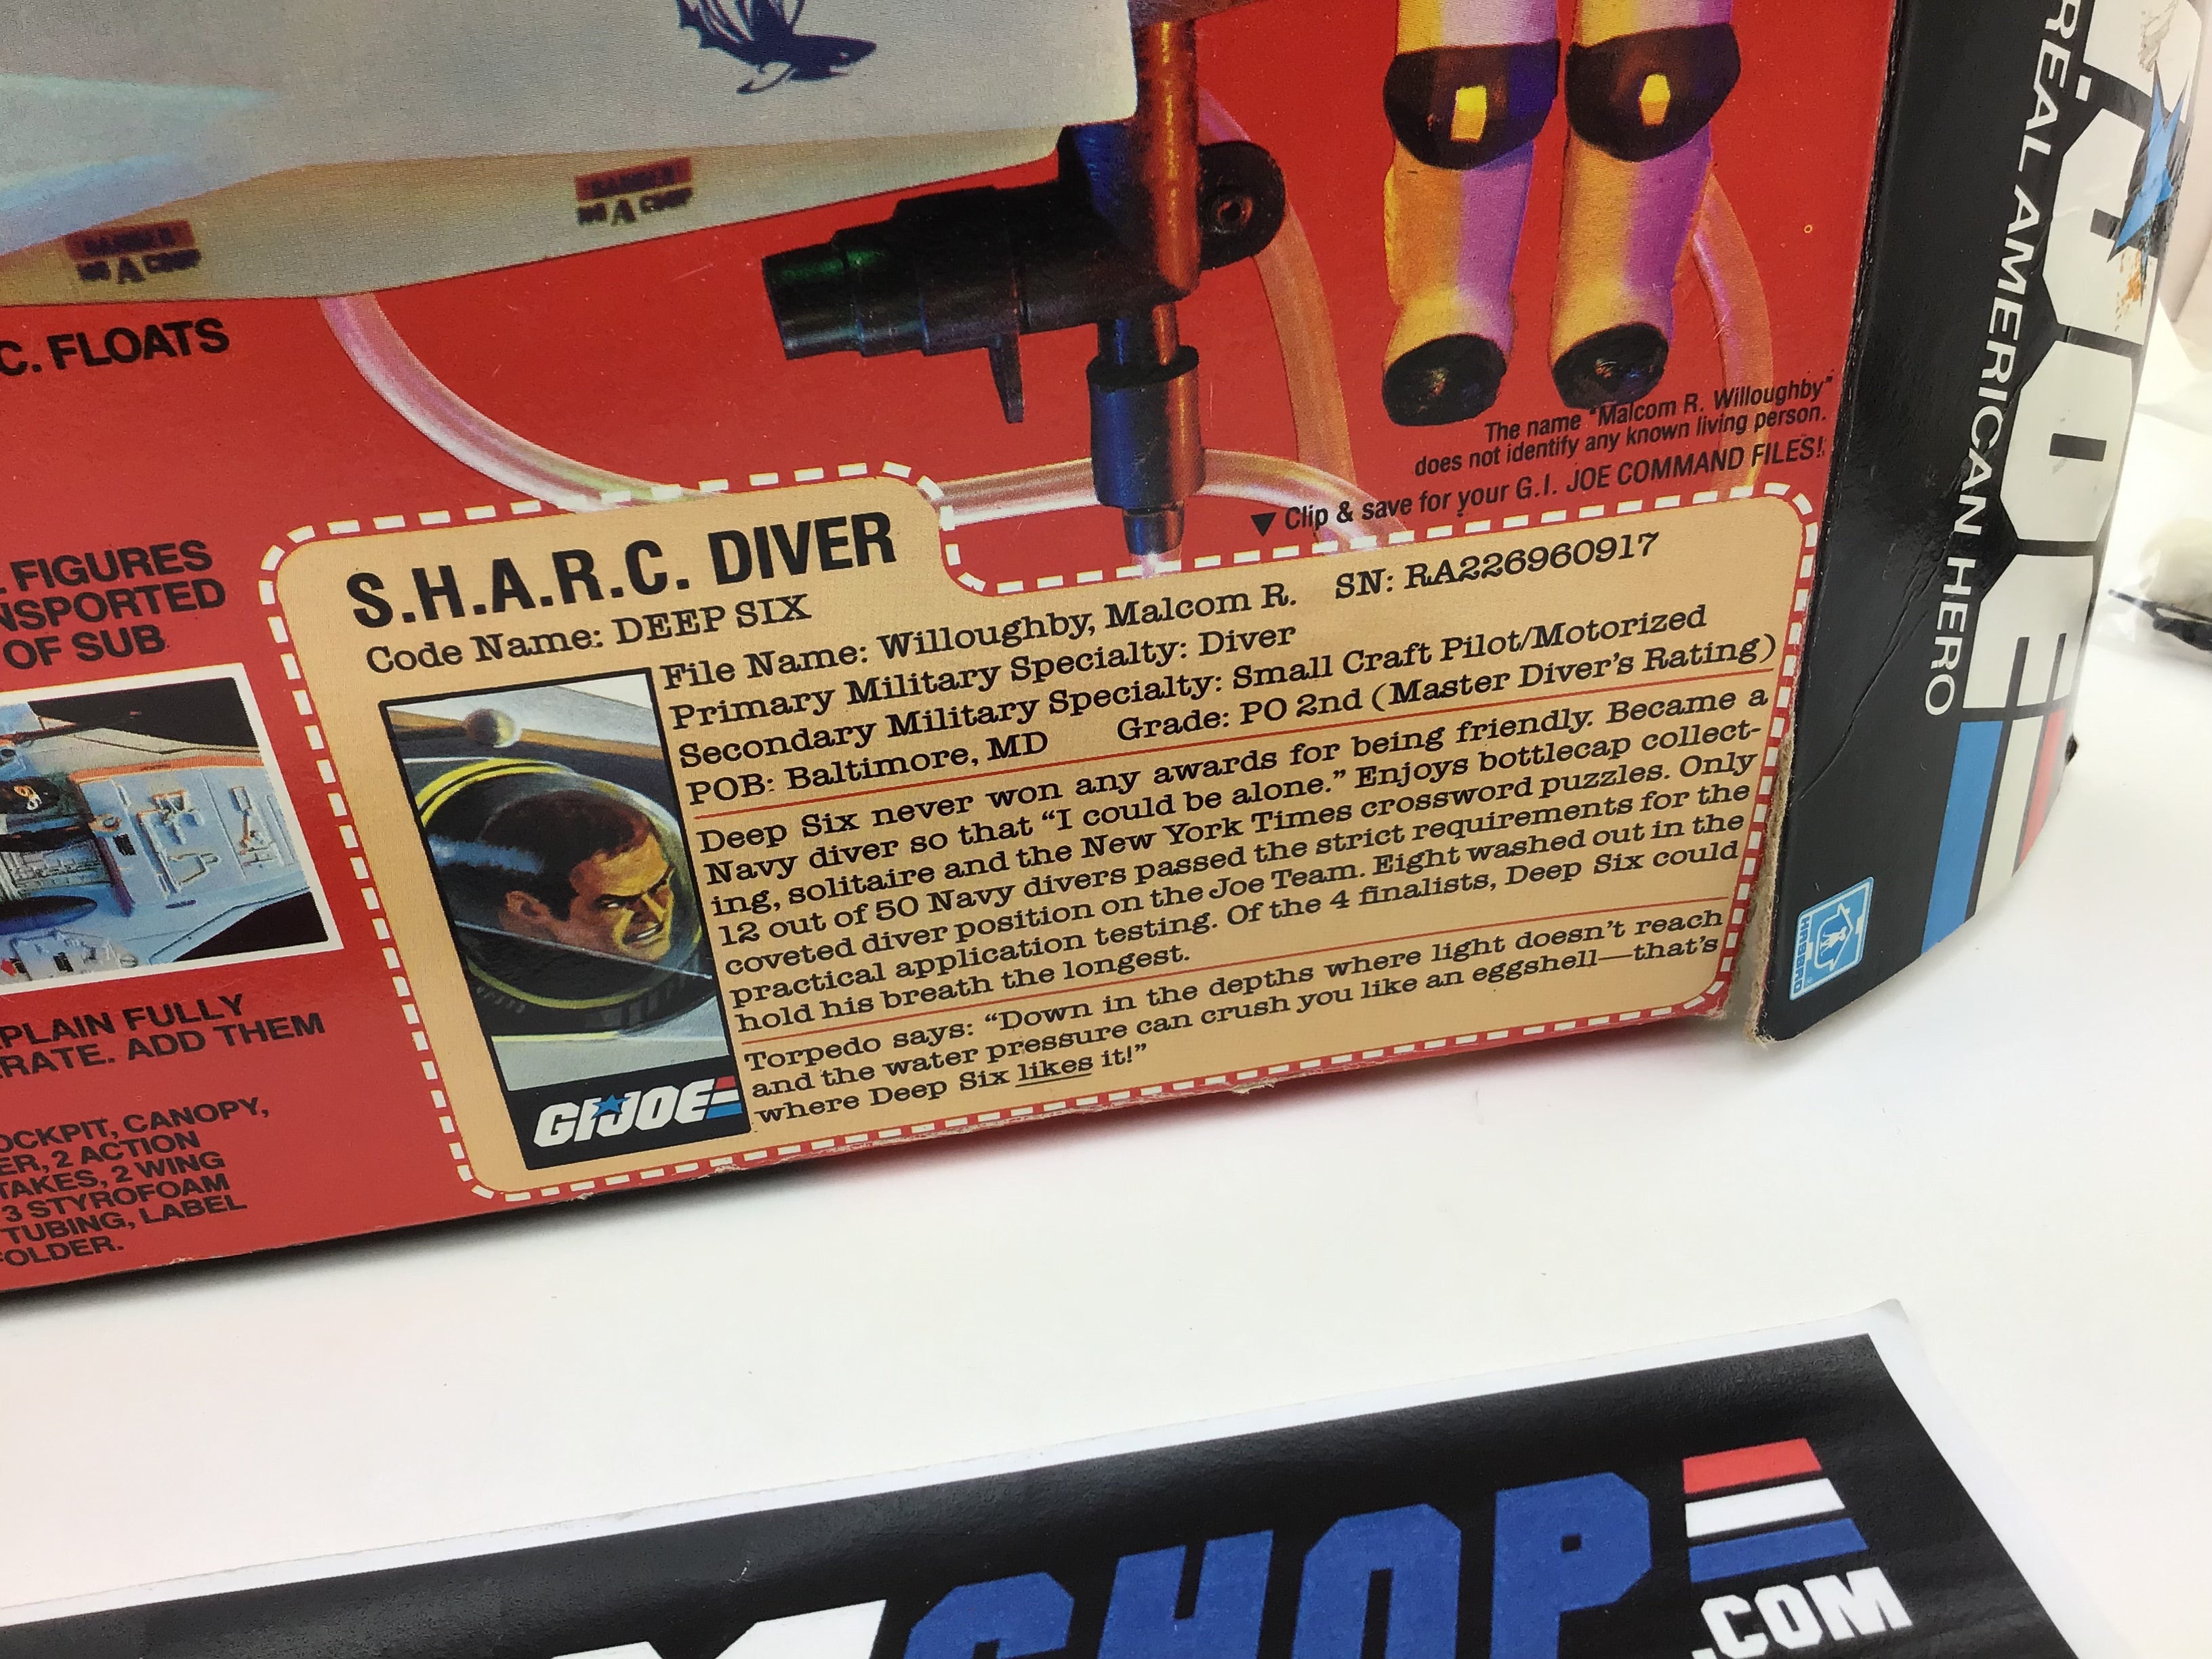 C. FLOATS
FIGURES
NSPORTED
OF SUB
PLAIN FULLY
RATE. ADD THEM
OCKPIT, CANOPY,
ER, 2 ACTION
TAKES, 2 WING
3 STYROFOAM
TUBING, LABEL
FOLDER.
The name "Malcom R. Willoughby"
does not identify any known living person.
▼ Clip & save for your G.I. JOE COMMAND FILES!
S.H.A.R.C. DIVER
Code Name: DEEP SIX
File Name: Willoughby, Malcom R. SN: RA226960917
Primary Military Specialty: Diver
Secondary Military Specialty: Small Craft Pilot/Motorized
POB: Baltimore, MD Grade: PO 2nd (Master Diver's Rating)
Deep Six never won any awards for being friendly. Became a
Navy diver so that “I could be alone.” Enjoys bottlecap collect-
ing, solitaire and the New York Times crossword puzzles. Only
12 out of 50 Navy divers passed the strict requirements for the
coveted diver position on the Joe Team. Eight washed out in the
practical application testing. Of the 4 finalists, Deep Six could
hold his breath the longest.
Torpedo says: “Down in the depths where light doesn't reach
and the water pressure can crush you like an eggshell—that's
where Deep Six likes it!”
GI JOE
REAL AMERICAN HERO
JOE
HASBRO
SHOP
.COM